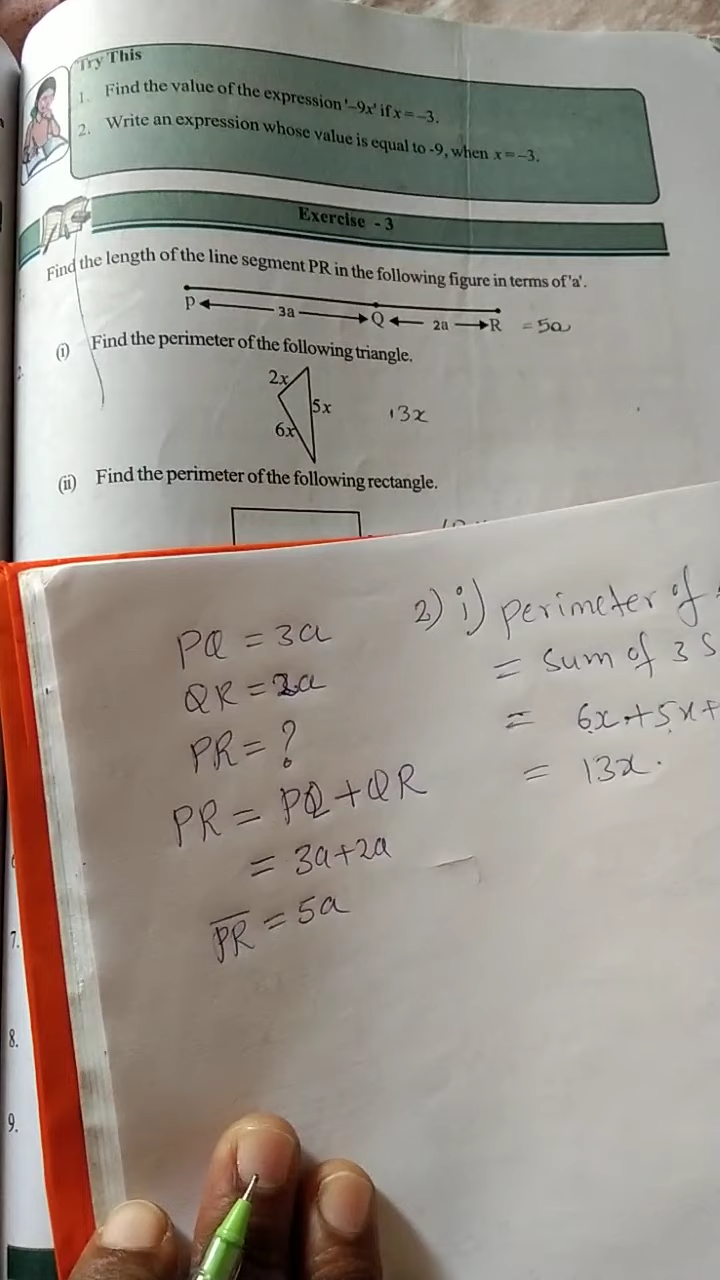 Try This
1. Find the value of the expression '–9x' if x = –3.
2. Write an expression whose value is equal to -9, when x = –3.
Exercise - 3
Find the length of the line segment PR in the following figure in terms of 'a'.
P 3a Q 2a R = 5a
(i) Find the perimeter of the following triangle.
2x
5x 13x
6x
(ii) Find the perimeter of the following rectangle.
PQ = 3a
QR = 2a
PR = ?
PR = PQ + QR
= 3a+2a
PR = 5a
2) i) perimeter of
= Sum of 3 S
= 6x+5x+
= 13x.
7.
8.
9.